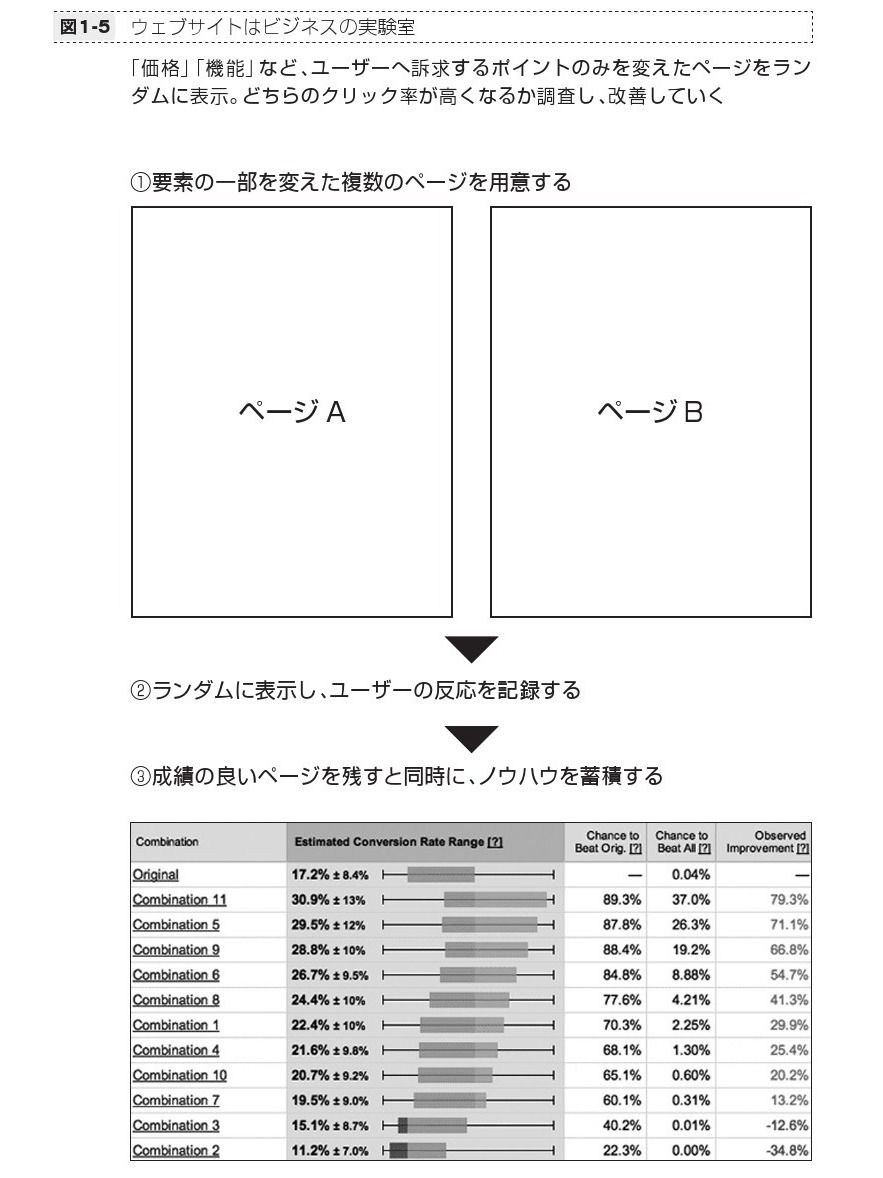 図1-5 ウェブサイトはビジネスの実験室
「価格」「機能」など、ユーザーへ訴求するポイントのみを変えたページをラン
ダムに表示。どちらのクリック率が高くなるか調査し、改善していく
①要素の一部を変えた複数のページを用意する
ページA
ページB
②ランダムに表示し、ユーザーの反応を記録する
③成績の良いページを残すと同時に、ノウハウを蓄積する
Combination Estimated Conversion Rate Range [?] Chance to Beat Orig. [?] Chance to Beat All [?] Observed Improvement [?]
Original 17.2% ± 8.4% — 0.04% —
Combination 11 30.9% ± 13% 89.3% 37.0% 79.3%
Combination 5 29.5% ± 12% 87.8% 26.3% 71.1%
Combination 9 28.8% ± 10% 88.4% 19.2% 66.8%
Combination 6 26.7% ± 9.5% 84.8% 8.88% 54.7%
Combination 8 24.4% ± 10% 77.6% 4.21% 41.3%
Combination 1 22.4% ± 10% 70.3% 2.25% 29.9%
Combination 4 21.6% ± 9.8% 68.1% 1.30% 25.4%
Combination 10 20.7% ± 9.2% 65.1% 0.60% 20.2%
Combination 7 19.5% ± 9.0% 60.1% 0.31% 13.2%
Combination 3 15.1% ± 8.7% 40.2% 0.01% -12.6%
Combination 2 11.2% ± 7.0% 22.3% 0.00% -34.8%